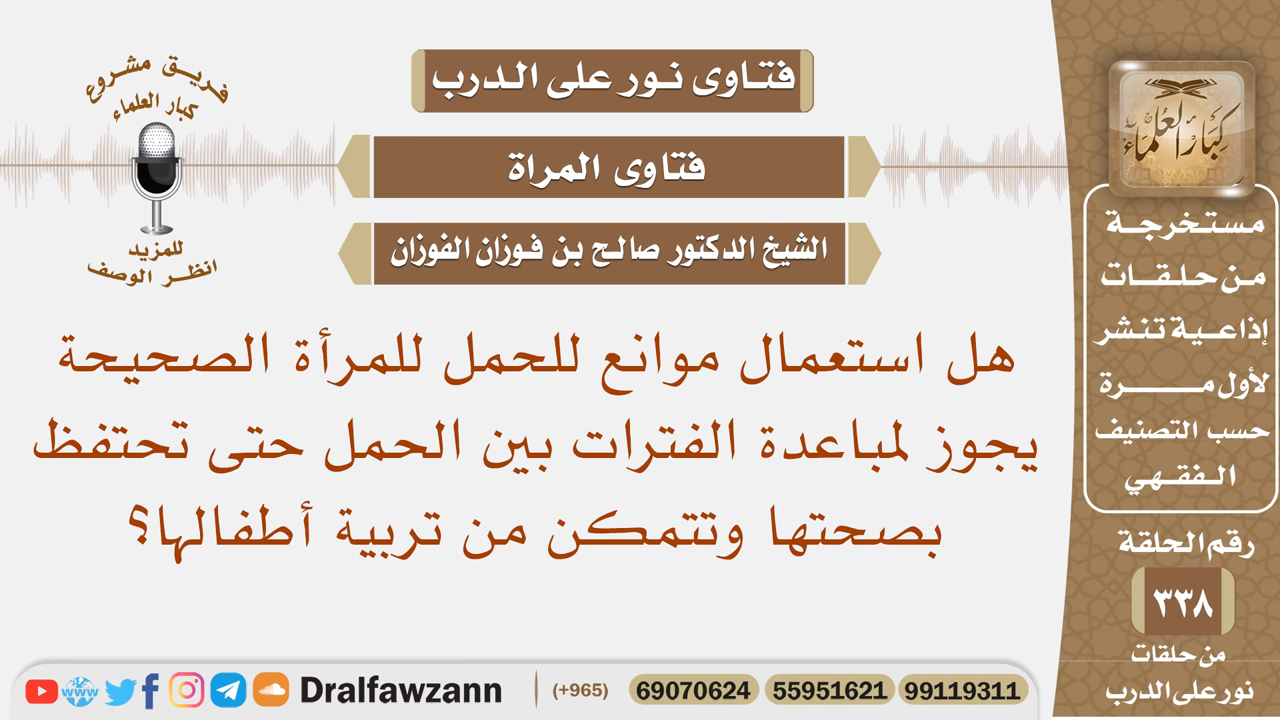 فتاوى نور على الدرب
فتاوى المراة
الشيخ الدكتور صالح بن فوزان الفوزان
هل استعمال موانع للحمل للمرأة الصحيحة
يجوز لمباعدة الفترات بين الحمل حتى تحتفظ
بصحتها وتتمكن من تربية أطفالها؟
كبار العلماء
مستخرجة
من حلقات
إذاعية تنشر
لأول مرة
حسب التصنيف
الفقهي
رقم الحلقة
٣٣٨
من حلقات
نور على الدرب
فريق مشروع
كبار العلماء
للمزيد
انظر الوصف
www
Dralfawzann
(+965)
69070624
55951621
99119311